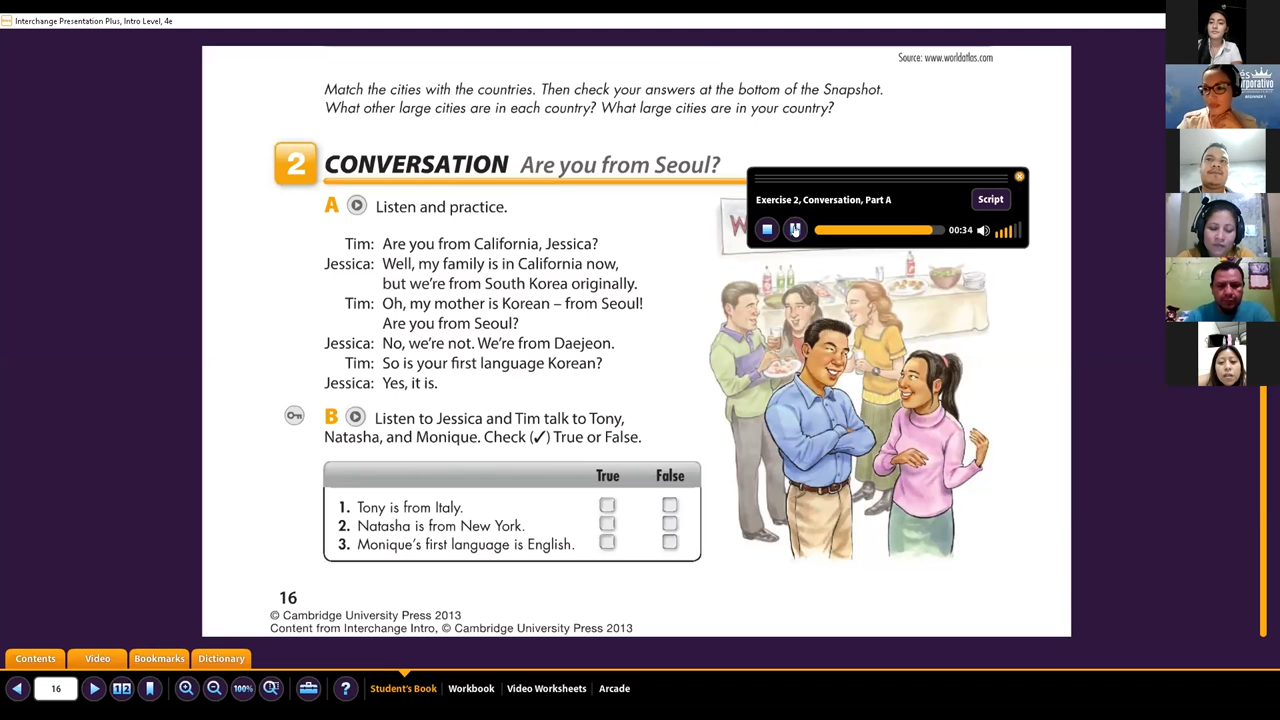 Interchange Presentation Plus, Intro Level, 4e
Source: www.worldatlas.com
Match the cities with the countries. Then check your answers at the bottom of the Snapshot.
What other large cities are in each country? What large cities are in your country?
2 CONVERSATION Are you from Seoul?
A Listen and practice.
Tim: Are you from California, Jessica?
Jessica: Well, my family is in California now,
but we're from South Korea originally.
Tim: Oh, my mother is Korean – from Seoul!
Are you from Seoul?
Jessica: No, we're not. We're from Daejeon.
Tim: So is your first language Korean?
Jessica: Yes, it is.
B Listen to Jessica and Tim talk to Tony,
Natasha, and Monique. Check (✓) True or False.
True False
1. Tony is from Italy.
2. Natasha is from New York.
3. Monique's first language is English.
16
© Cambridge University Press 2013
Content from Interchange Intro, © Cambridge University Press 2013
Exercise 2, Conversation, Part A
Script
00:34
W
BEGINNER 1
Contents Video Bookmarks Dictionary
16 1 2 100% ? Student's Book Workbook Video Worksheets Arcade